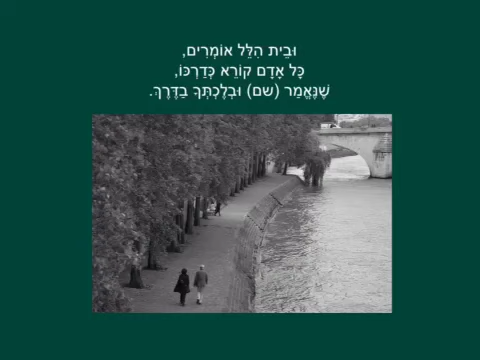 וּבֵית הִלֵּל אוֹמְרִים,
כָּל אָדָם קוֹרֵא כְּדַרְכּוֹ,
שֶׁנֶּאֱמַר (שם) וּבְלֶכְתְּךָ בַדֶּרֶךְ.